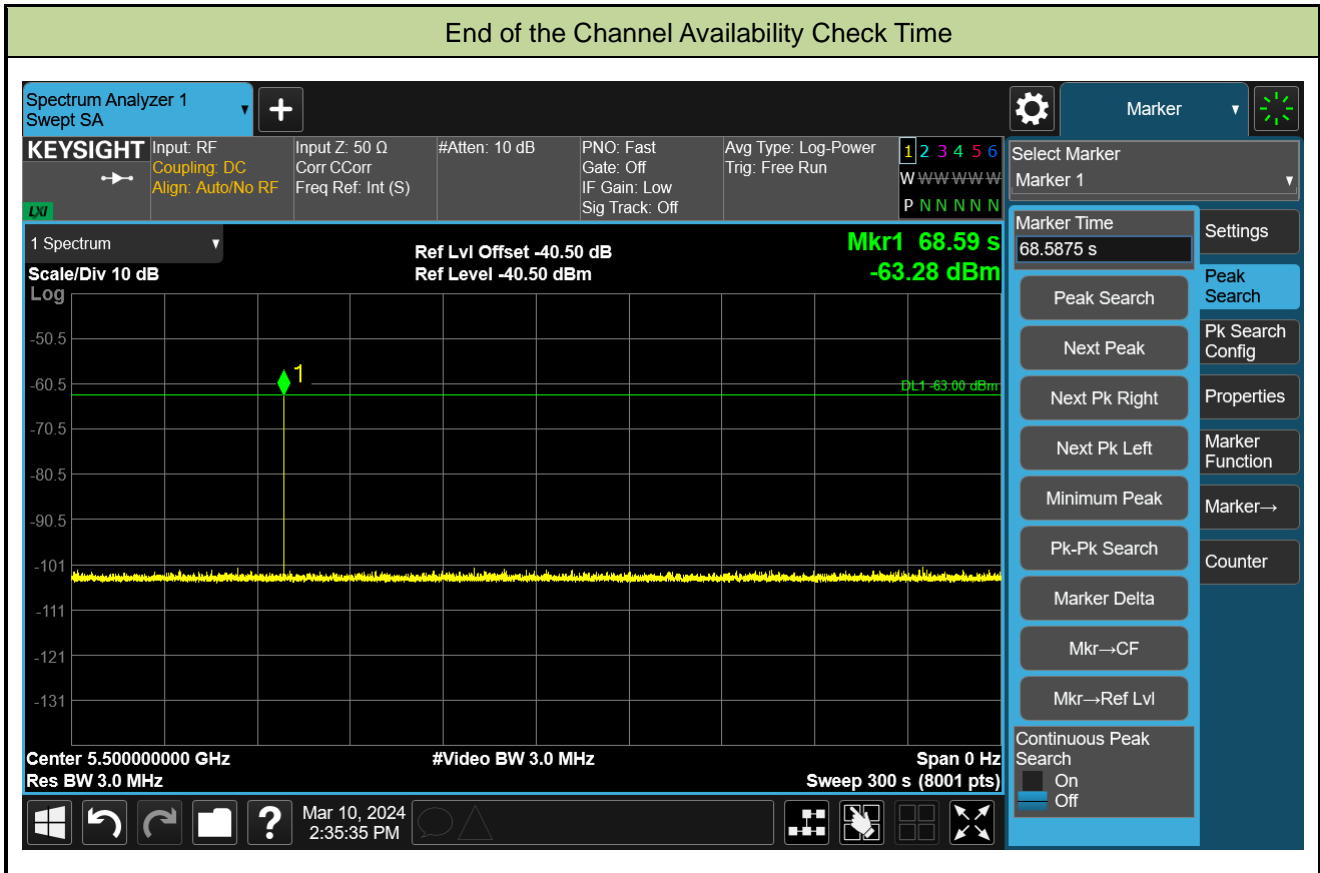 End of the Channel Availability Check Time
Spectrum Analyzer 1
Swept SA
Marker
KEYSIGHT
LXI
Input: RF
Coupling: DC
Align: Auto/No RF
Input Z: 50 Ω
Corr CCorr
Freq Ref: Int (S)
#Atten: 10 dB
PNO: Fast
Gate: Off
IF Gain: Low
Sig Track: Off
Avg Type: Log-Power
Trig: Free Run
1 2 3 4 5 6
W W W W W W
P N N N N N
Select Marker
Marker 1
1 Spectrum
Scale/Div 10 dB
Log
Ref Lvl Offset -40.50 dB
Ref Level -40.50 dBm
Mkr1 68.59 s
-63.28 dBm
-50.5
-60.5
-70.5
-80.5
-90.5
-101
-111
-121
-131
1
DL1 -63.00 dBm
Center 5.500000000 GHz
Res BW 3.0 MHz
#Video BW 3.0 MHz
Span 0 Hz
Sweep 300 s (8001 pts)
Marker Time
68.5875 s
Peak Search
Next Peak
Next Pk Right
Next Pk Left
Minimum Peak
Pk-Pk Search
Marker Delta
Mkr→CF
Mkr→Ref Lvl
Continuous Peak
Search
On
Off
Settings
Peak
Search
Pk Search
Config
Properties
Marker
Function
Marker→
Counter
?
Mar 10, 2024
2:35:35 PM